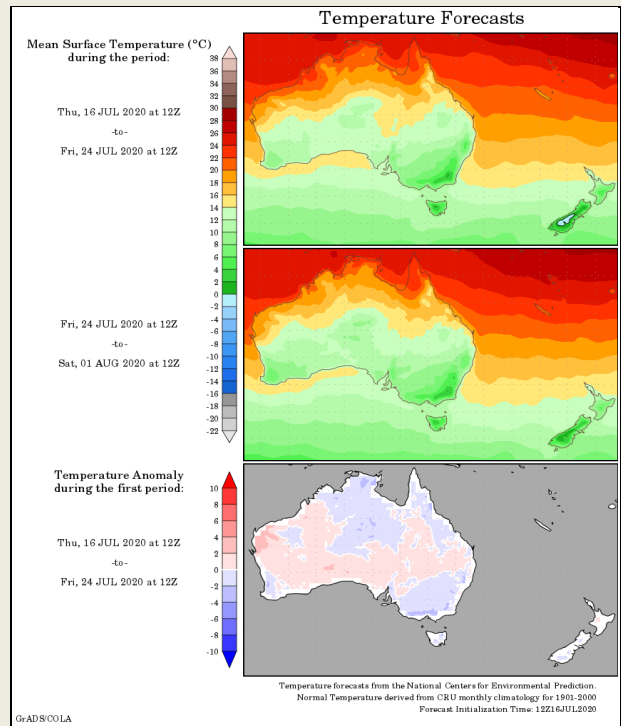 Temperature Forecasts
Mean Surface Temperature (°C)
during the period:
Thu, 16 JUL 2020 at 12Z
-to-
Fri, 24 JUL 2020 at 12Z
38
36
34
32
30
28
26
24
22
20
18
16
14
12
10
8
6
4
2
0
-2
-4
-6
-8
-10
-12
-14
-16
-18
-20
-22
Fri, 24 JUL 2020 at 12Z
-to-
Sat, 01 AUG 2020 at 12Z
Temperature Anomaly
during the first period:
Thu, 16 JUL 2020 at 12Z
-to-
Fri, 24 JUL 2020 at 12Z
10
8
6
4
2
0
-2
-4
-6
-8
-10
Temperature forecasts from the National Centers for Environmental Prediction.
Normal Temperature derived from CRU monthly climatology for 1901-2000
Forecast Initialization Time: 12Z16JUL2020
GrADS/COLA